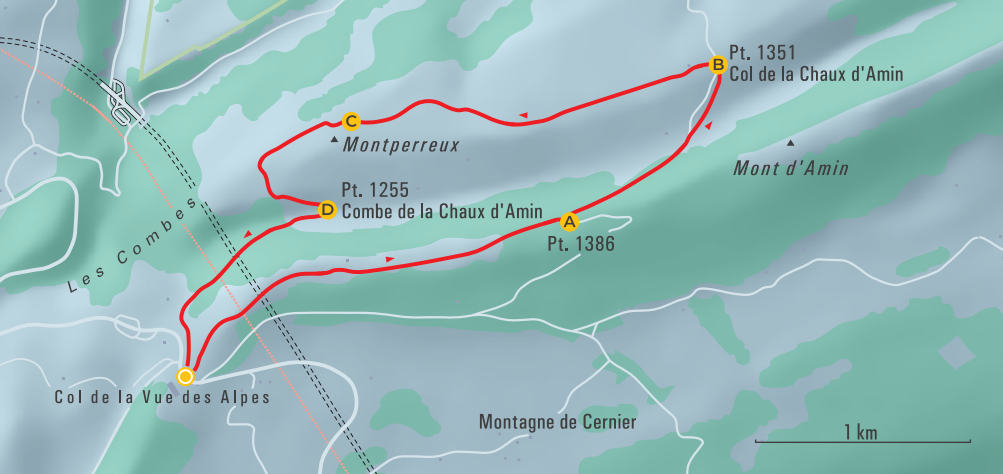 B
Pt. 1351
Col de la Chaux d'Amin
C
Montperreux
Mont d'Amin
Pt. 1255
D
Combe de la Chaux d'Amin
A
Pt. 1386
Les Combes
Col de la Vue des Alpes
Montagne de Cernier
1 km